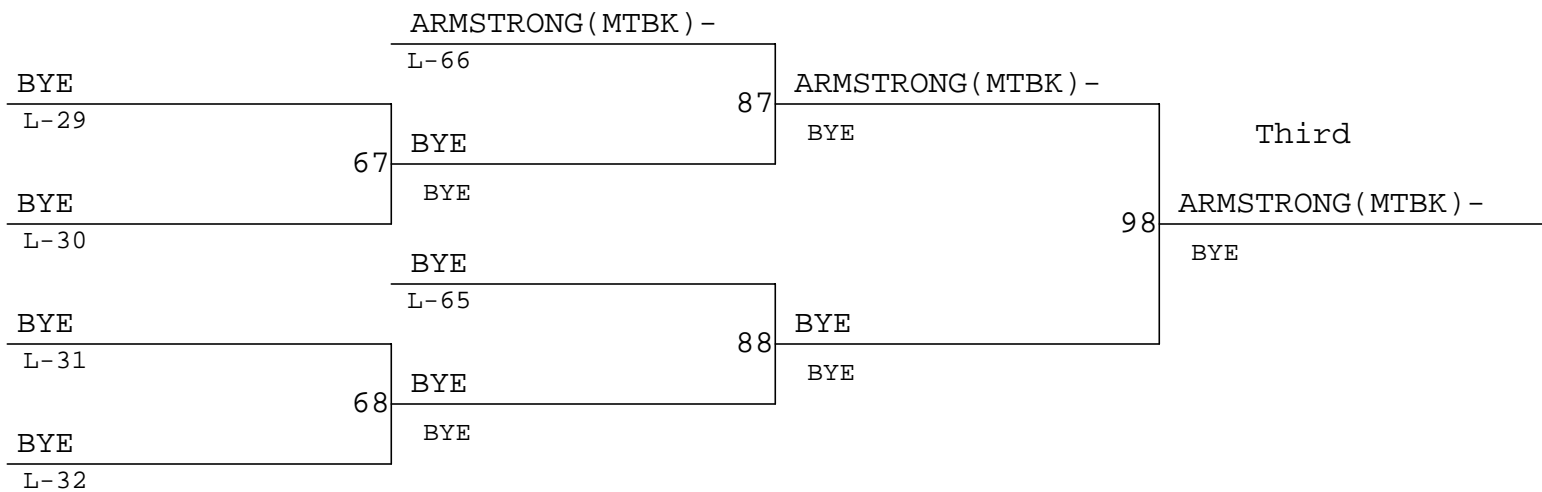 ARMSTRONG(MTBK)-
L-66
BYE
L-29
87
ARMSTRONG(MTBK)-
BYE
Third
67
BYE
BYE
BYE
L-30
98
ARMSTRONG(MTBK)-
BYE
BYE
L-65
BYE
L-31
88
BYE
BYE
68
BYE
BYE
BYE
L-32